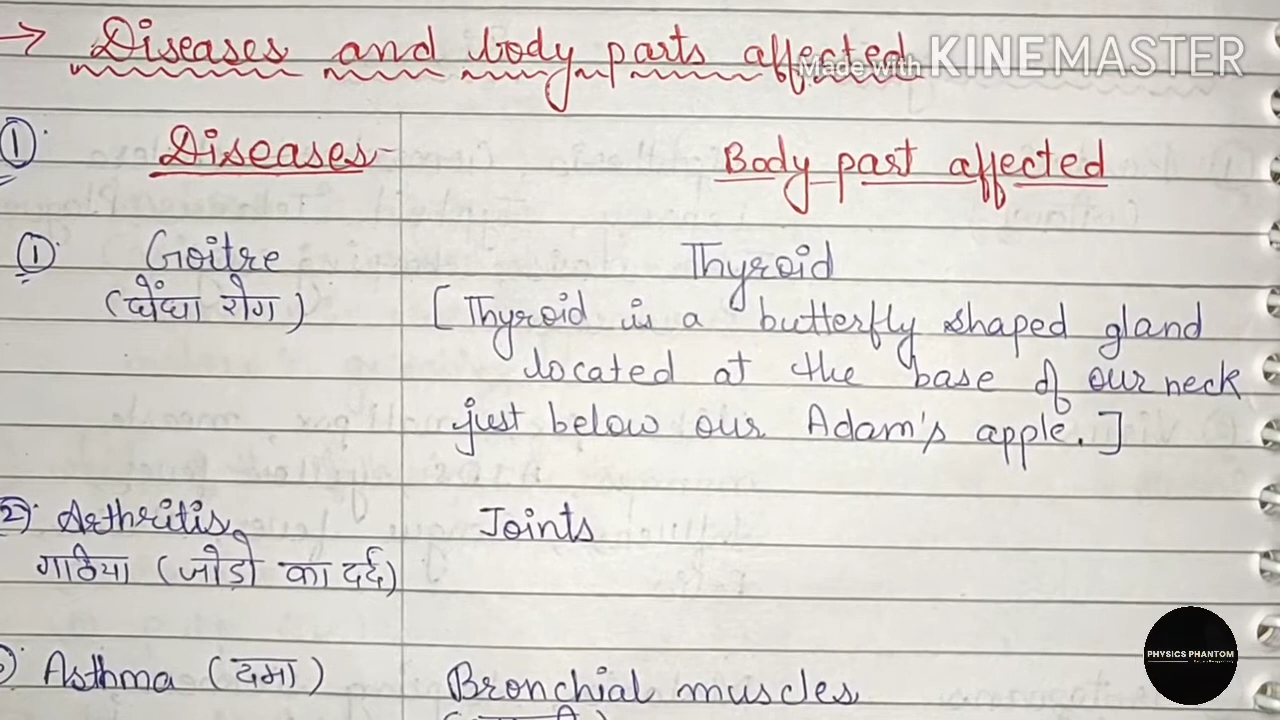 → Diseases and body parts affected
Made with KINEMASTER
① Diseases- Body part affected
① Goitre Thyroid
(घेंघा रोग) [Thyroid is a butterfly shaped gland
located at the base of our neck
just below our Adam's apple.]
2) Arthritis Joints
गाठिया (जोड़ो का दर्द)
Asthma (दमा) Bronchial muscles
PHYSICS PHANTOM